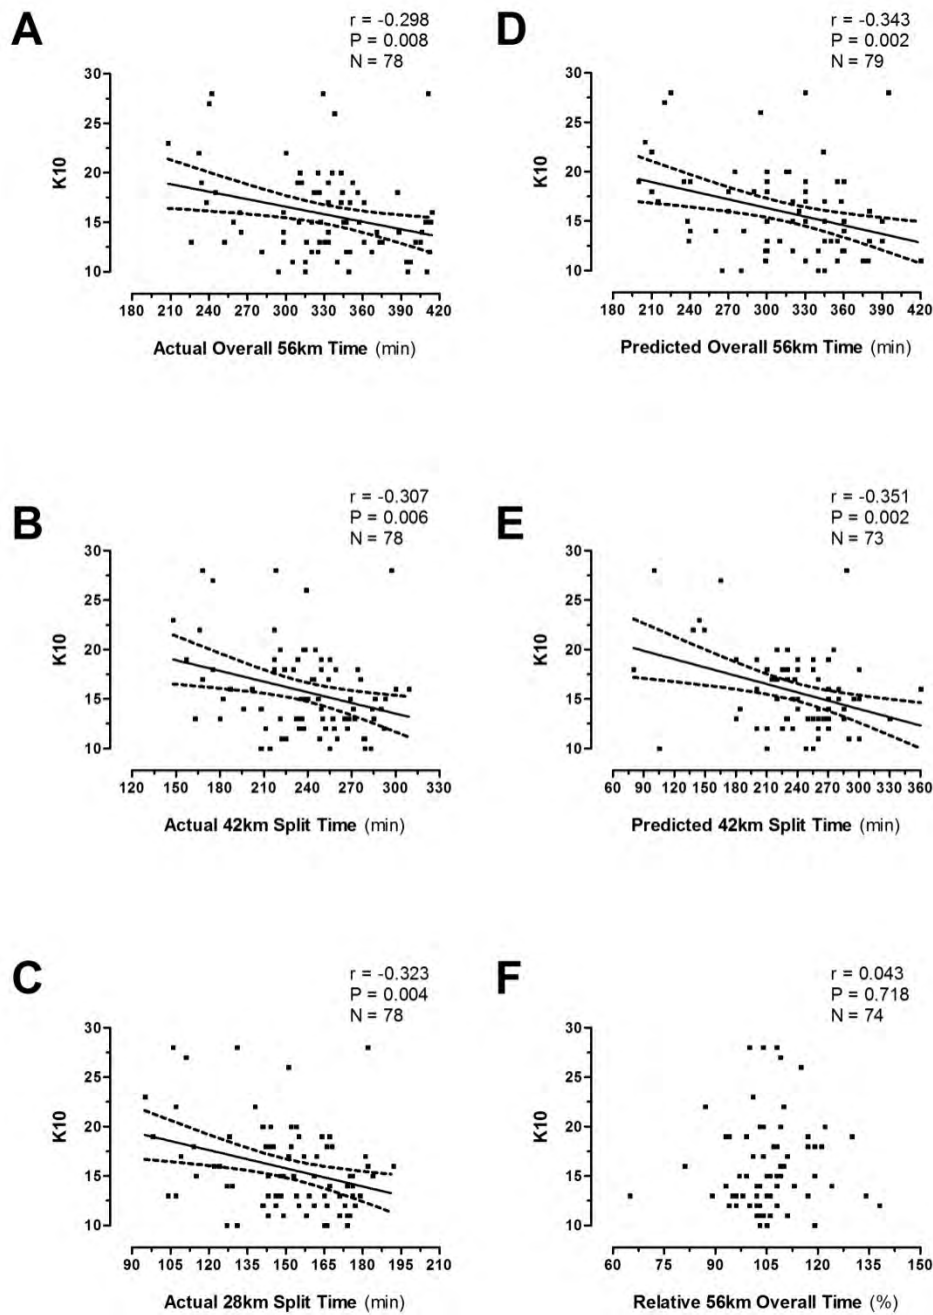 A
r = -0.298
P = 0.008
N = 78
30
25
20
15
10
K10
180 210 240 270 300 330 360 390 420
Actual Overall 56km Time (min)
D
r = -0.343
P = 0.002
N = 79
30
25
20
15
10
K10
180 210 240 270 300 330 360 390 420
Predicted Overall 56km Time (min)
B
r = -0.307
P = 0.006
N = 78
30
25
20
15
10
K10
120 150 180 210 240 270 300 330
Actual 42km Split Time (min)
E
r = -0.351
P = 0.002
N = 73
30
25
20
15
10
K10
60 90 120 150 180 210 240 270 300 330 360
Predicted 42km Split Time (min)
C
r = -0.323
P = 0.004
N = 78
30
25
20
15
10
K10
90 105 120 135 150 165 180 195 210
Actual 28km Split Time (min)
F
r = 0.043
P = 0.718
N = 74
30
25
20
15
10
K10
60 75 90 105 120 135 150
Relative 56km Overall Time (%)